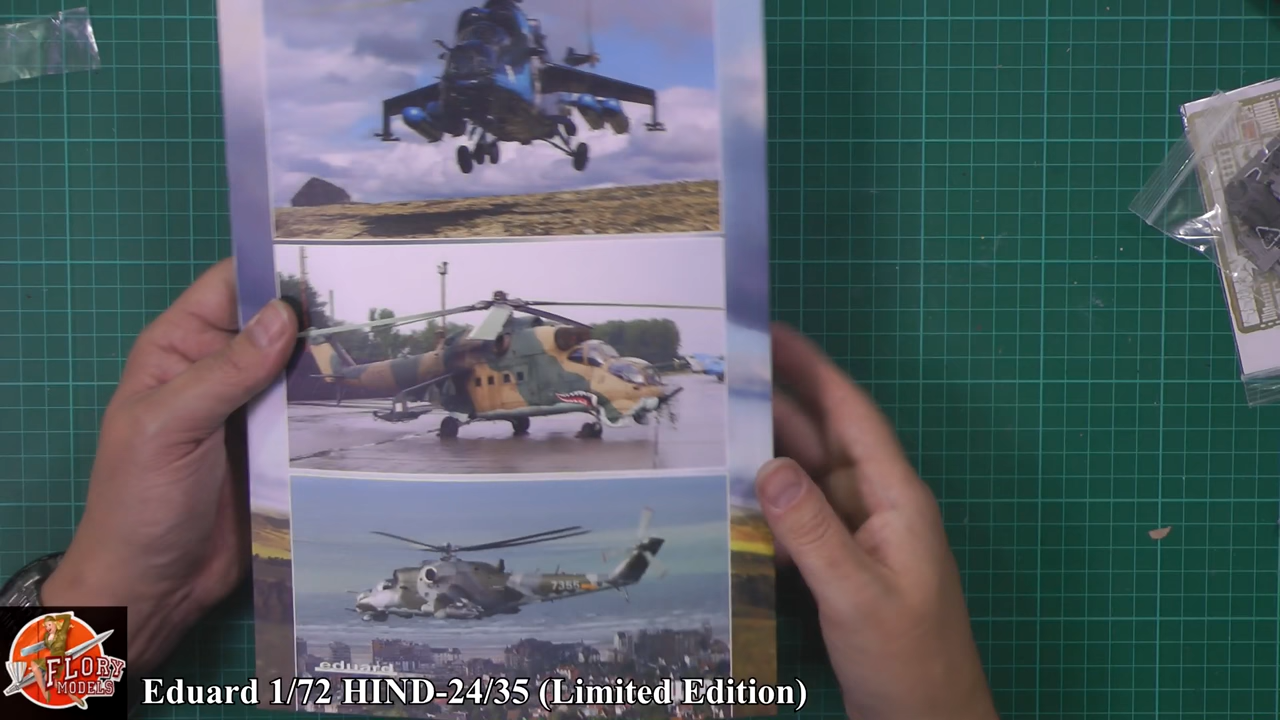 7355
eduard
FLORY
MODELS
Eduard 1/72 HIND-24/35 (Limited Edition)